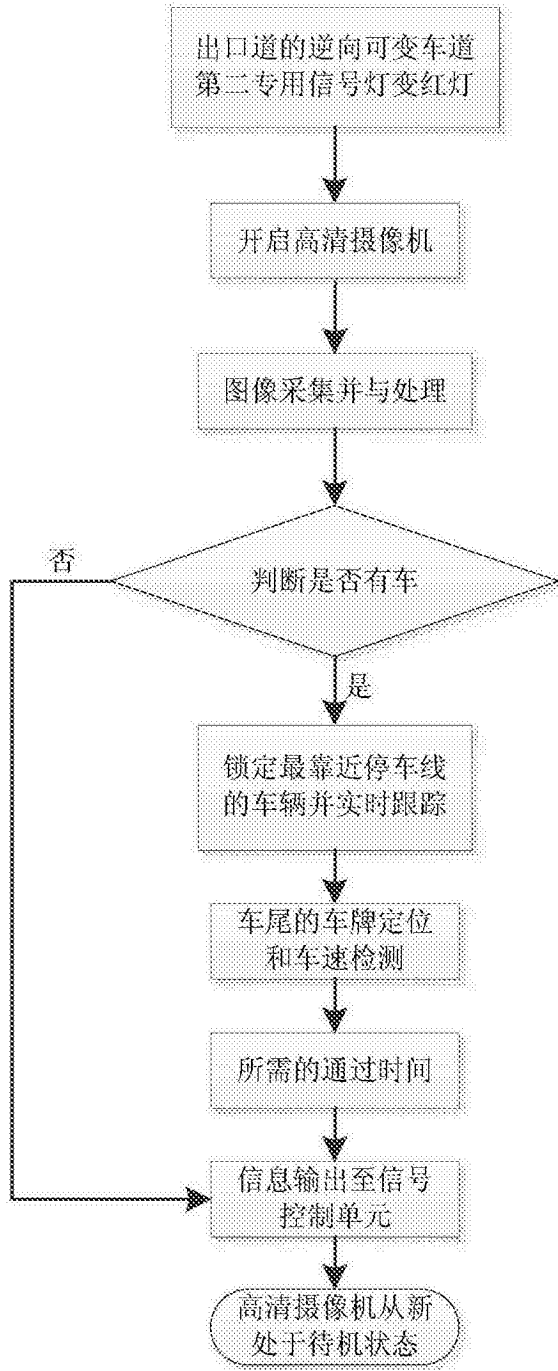 出口道的逆向可变车道
第二专用信号灯变红灯
开启高清摄像机
图像采集并与处理
判断是否有车
否
是
锁定最靠近停车线
的车辆并实时跟踪
车尾的车牌定位
和车速检测
所需的通过时间
信息输出至信号
控制单元
高清摄像机从新
处于待机状态